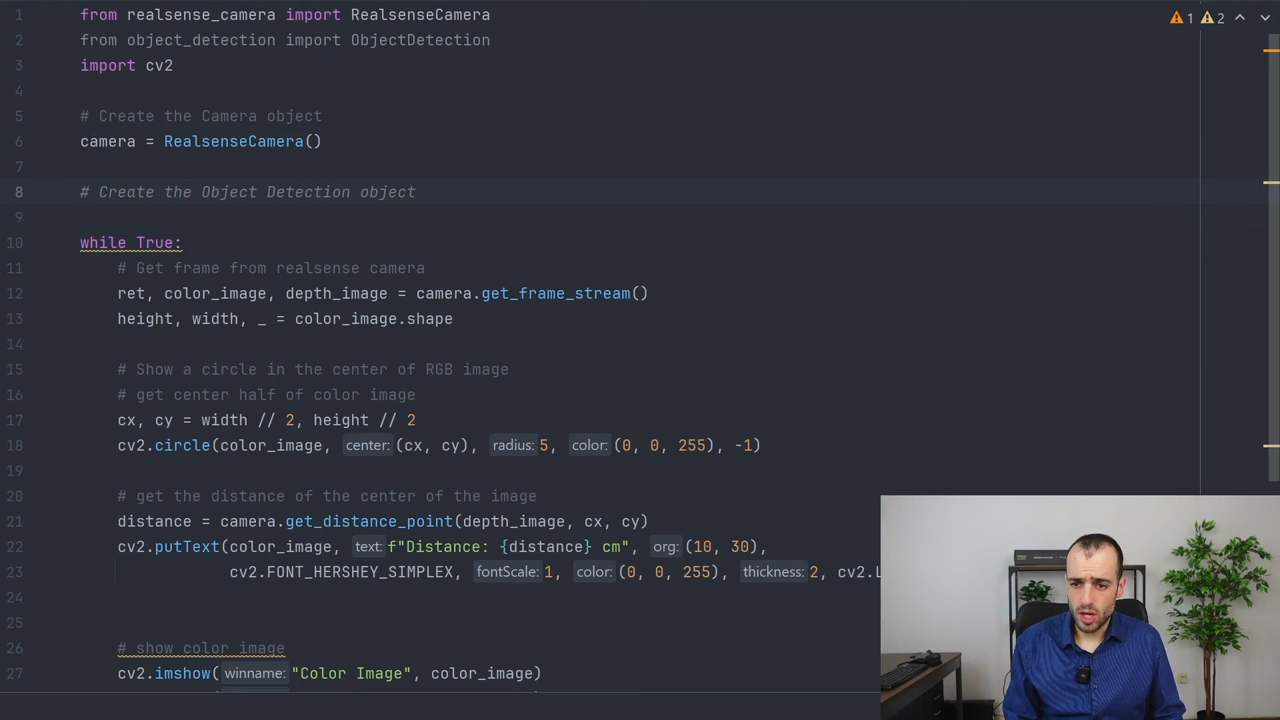 1 from realsense_camera import RealsenseCamera
2 from object_detection import ObjectDetection
3 import cv2
4
5 # Create the Camera object
6 camera = RealsenseCamera()
7
8 # Create the Object Detection object
9
10 while True:
11 # Get frame from realsense camera
12 ret, color_image, depth_image = camera.get_frame_stream()
13 height, width, _ = color_image.shape
14
15 # Show a circle in the center of RGB image
16 # get center half of color image
17 cx, cy = width // 2, height // 2
18 cv2.circle(color_image, center: (cx, cy), radius: 5, color: (0, 0, 255), -1)
19
20 # get the distance of the center of the image
21 distance = camera.get_distance_point(depth_image, cx, cy)
22 cv2.putText(color_image, text: f"Distance: {distance} cm", org: (10, 30),
23 cv2.FONT_HERSHEY_SIMPLEX, fontScale: 1, color: (0, 0, 255), thickness: 2, cv2.
24
25
26 # show color image
27 cv2.imshow( winname: "Color Image", color_image)
1 2